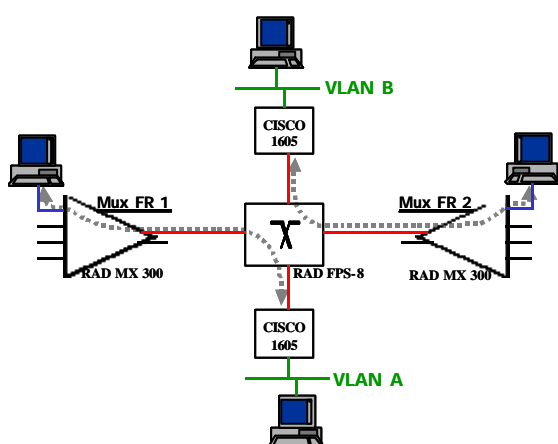 VLAN B
CISCO
1605
Mux FR 1
Mux FR 2
RAD MX 300
RAD FPS-8
RAD MX 300
CISCO
1605
VLAN A